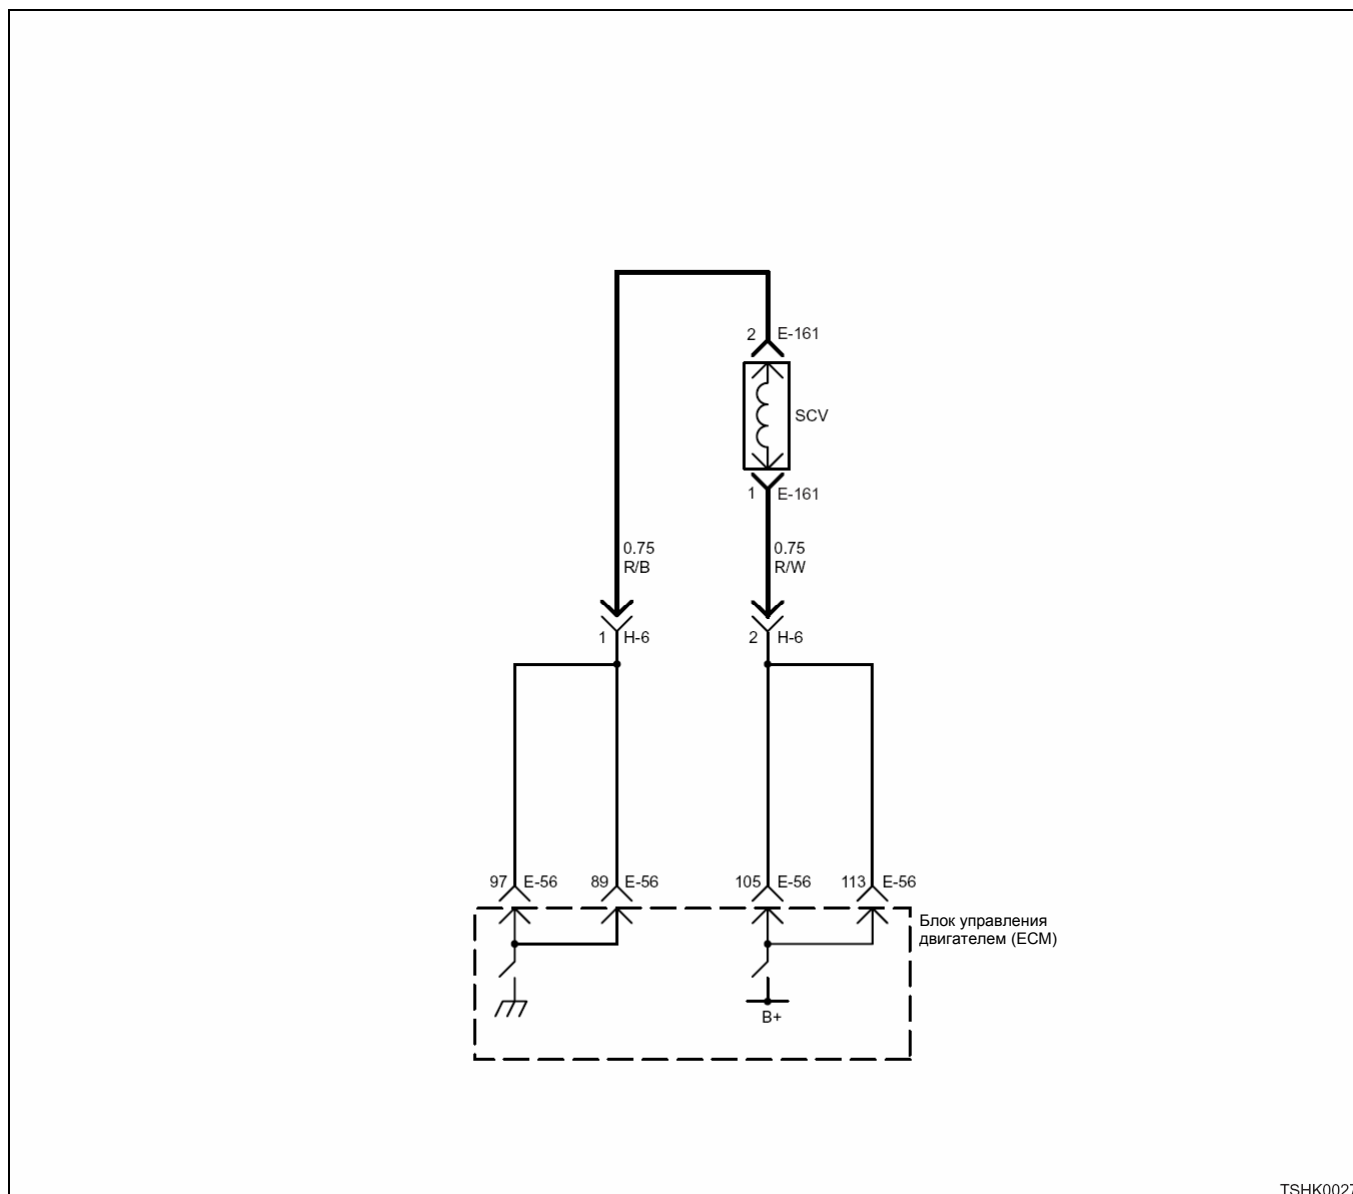 2 E-161
SCV
1 E-161
0.75
R/B
0.75
R/W
1 H-6
2 H-6
97 E-56
89 E-56
105 E-56
113 E-56
Блок управления
двигателем (ECM)
B+
TSHK0027